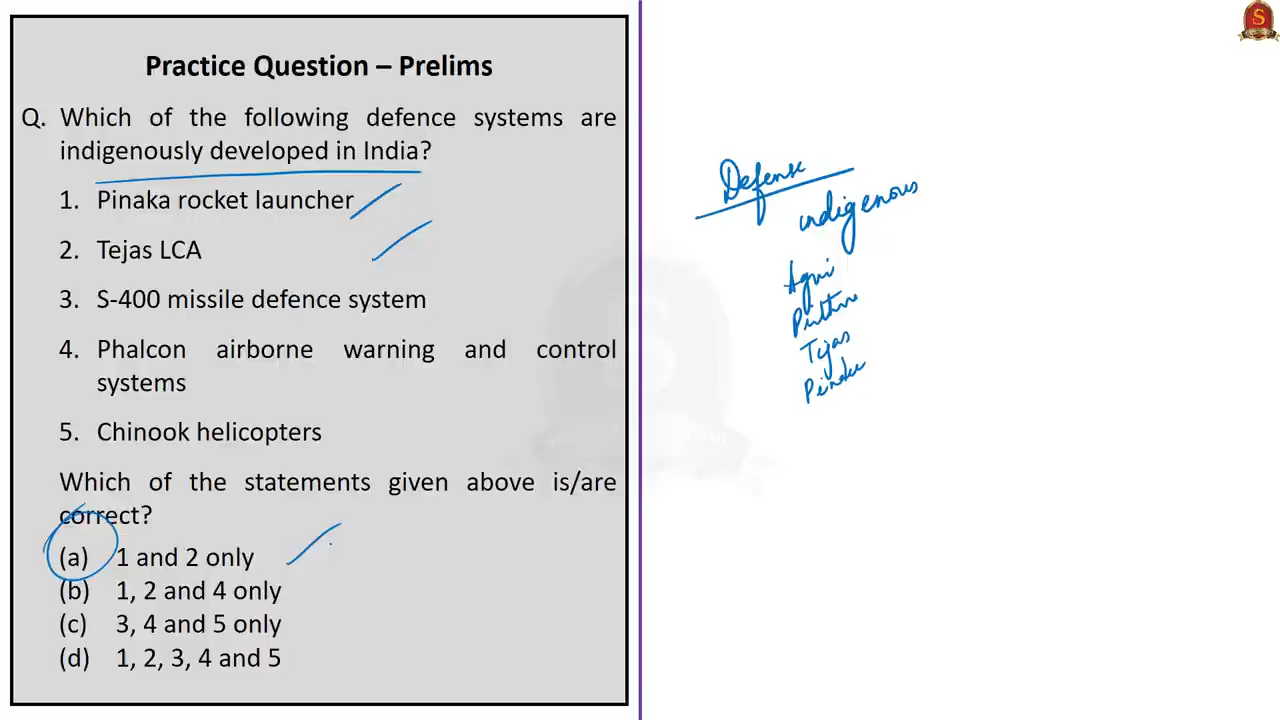 Practice Question – Prelims
Q. Which of the following defence systems are
indigenously developed in India?
1. Pinaka rocket launcher
2. Tejas LCA
3. S-400 missile defence system
4. Phalcon airborne warning and control
systems
5. Chinook helicopters
Which of the statements given above is/are
correct?
(a) 1 and 2 only
(b) 1, 2 and 4 only
(c) 3, 4 and 5 only
(d) 1, 2, 3, 4 and 5
S
Defense
indigenous
Agni
Tejas